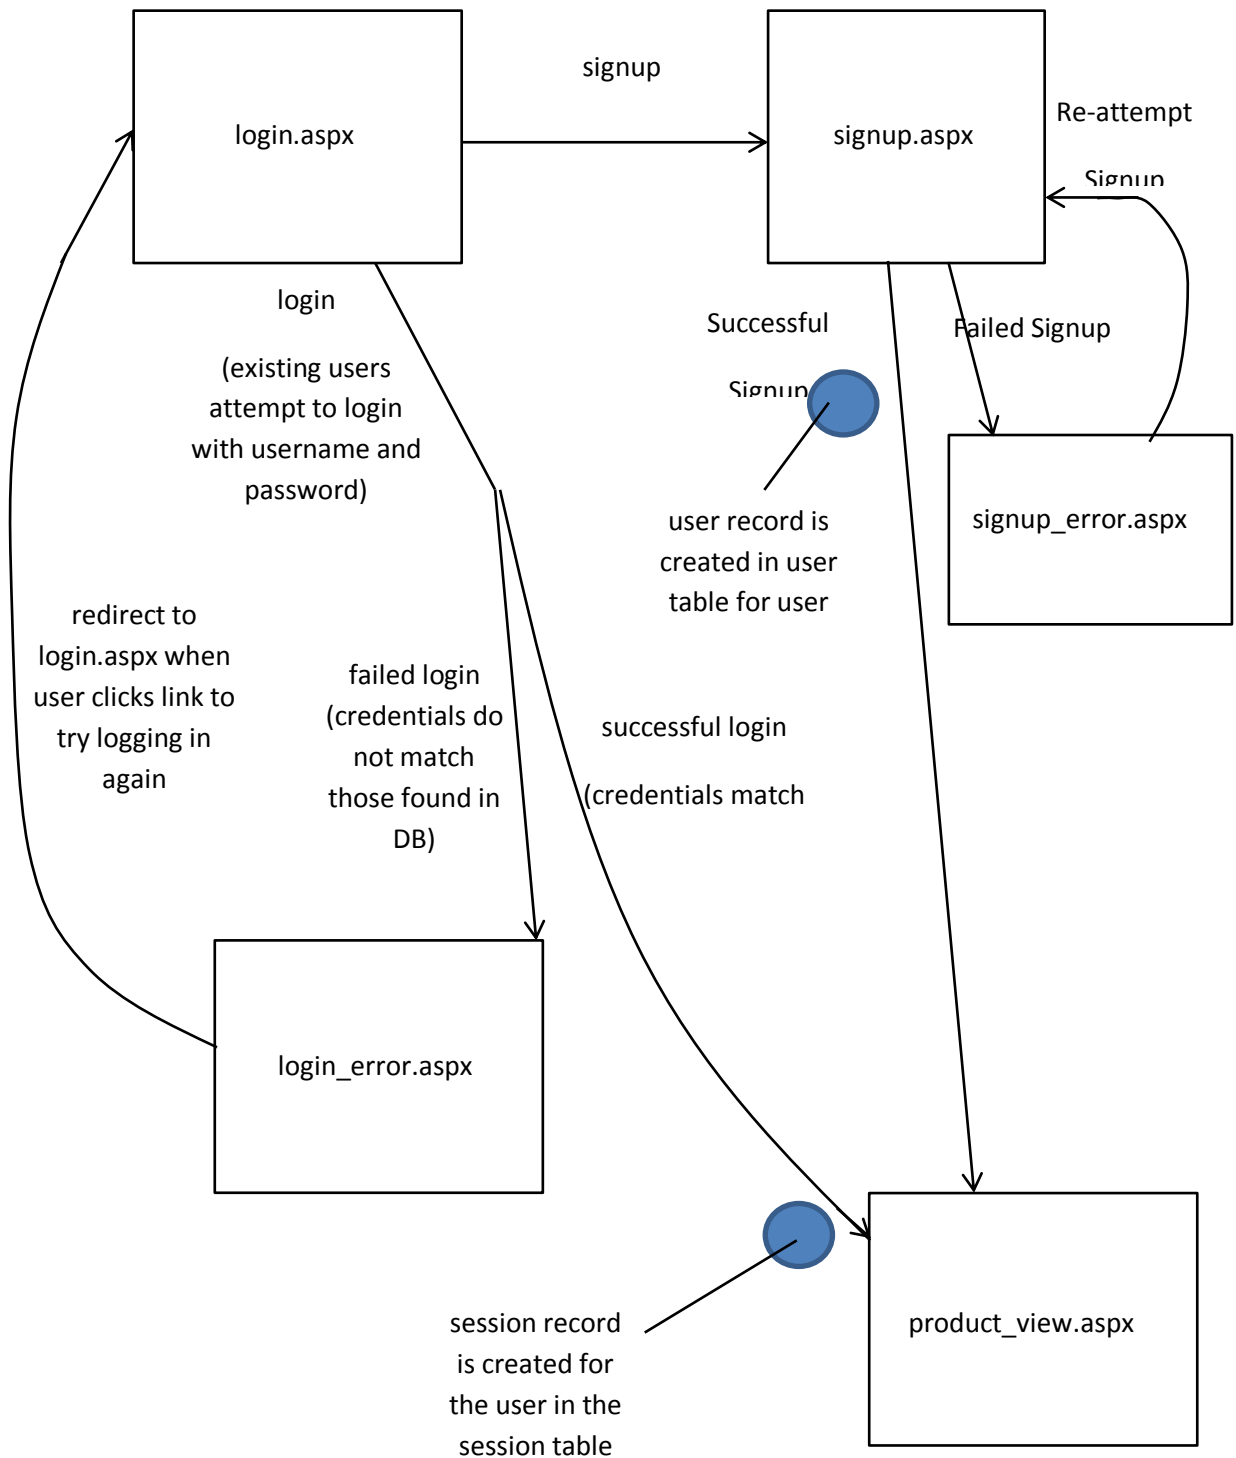 login.aspx
signup
signup.aspx
Re-attempt
Signup
login
(existing users
attempt to login
with username and
password)
Successful
Signup
Failed Signup
user record is
created in user
table for user
signup_error.aspx
redirect to
login.aspx when
user clicks link to
try logging in
again
failed login
(credentials do
not match
those found in
DB)
successful login
(credentials match
login_error.aspx
session record
is created for
the user in the
session table
product_view.aspx